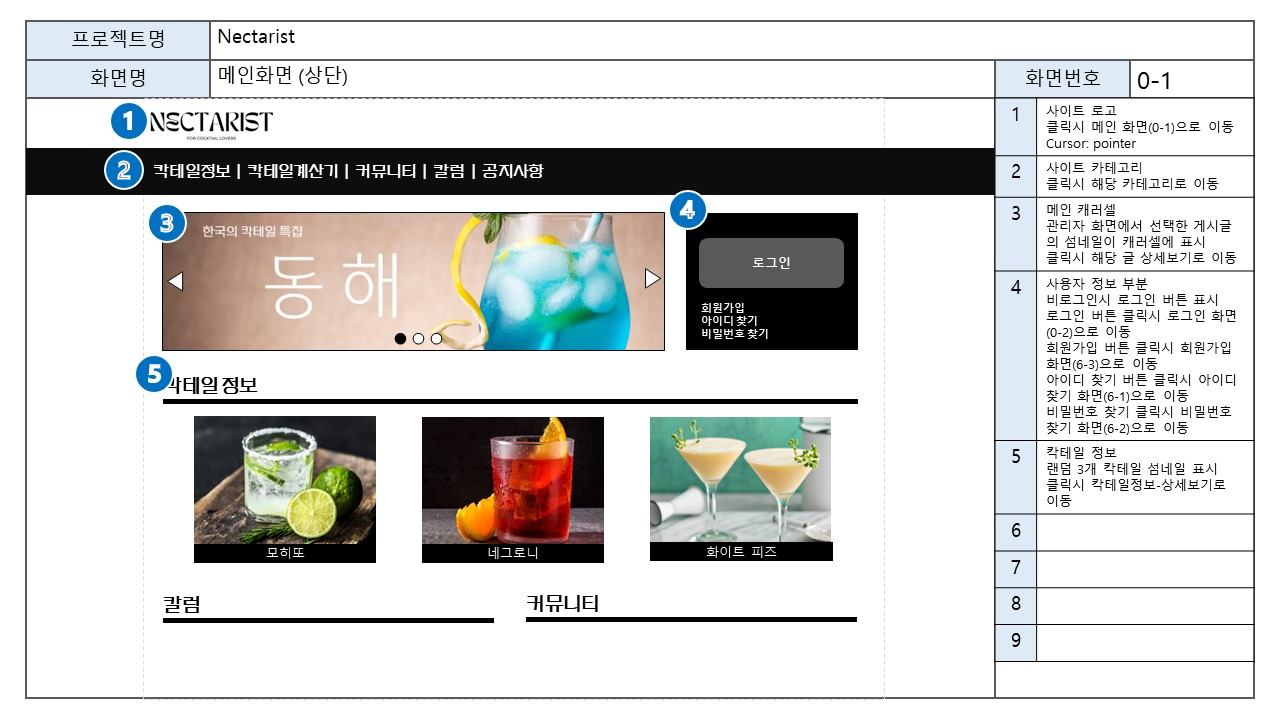 프로젝트명
Nectarist
화면명
메인화면 (상단)
화면번호
0-1
1
NECTARIST
FOR COCKTAIL LOVERS
2
칵테일정보 | 칵테일계산기 | 커뮤니티 | 칼럼 | 공지사항
3
한국의 칵테일 특집
동해
4
로그인
회원가입
아이디 찾기
비밀번호 찾기
5
칵테일 정보
모히또
네그로니
화이트 피즈
칼럼
커뮤니티
1
사이트 로고
클릭시 메인 화면(0-1)으로 이동
Cursor: pointer
2
사이트 카테고리
클릭시 해당 카테고리로 이동
3
메인 캐러셀
관리자 화면에서 선택한 게시글
의 섬네일이 캐러셀에 표시
클릭시 해당 글 상세보기로 이동
4
사용자 정보 부분
비로그인시 로그인 버튼 표시
로그인 버튼 클릭시 로그인 화면
(0-2)으로 이동
회원가입 버튼 클릭시 회원가입
화면(6-3)으로 이동
아이디 찾기 버튼 클릭시 아이디
찾기 화면(6-1)으로 이동
비밀번호 찾기 클릭시 비밀번호
찾기 화면(6-2)으로 이동
5
칵테일 정보
랜덤 3개 칵테일 섬네일 표시
클릭시 칵테일정보-상세보기로
이동
6
7
8
9